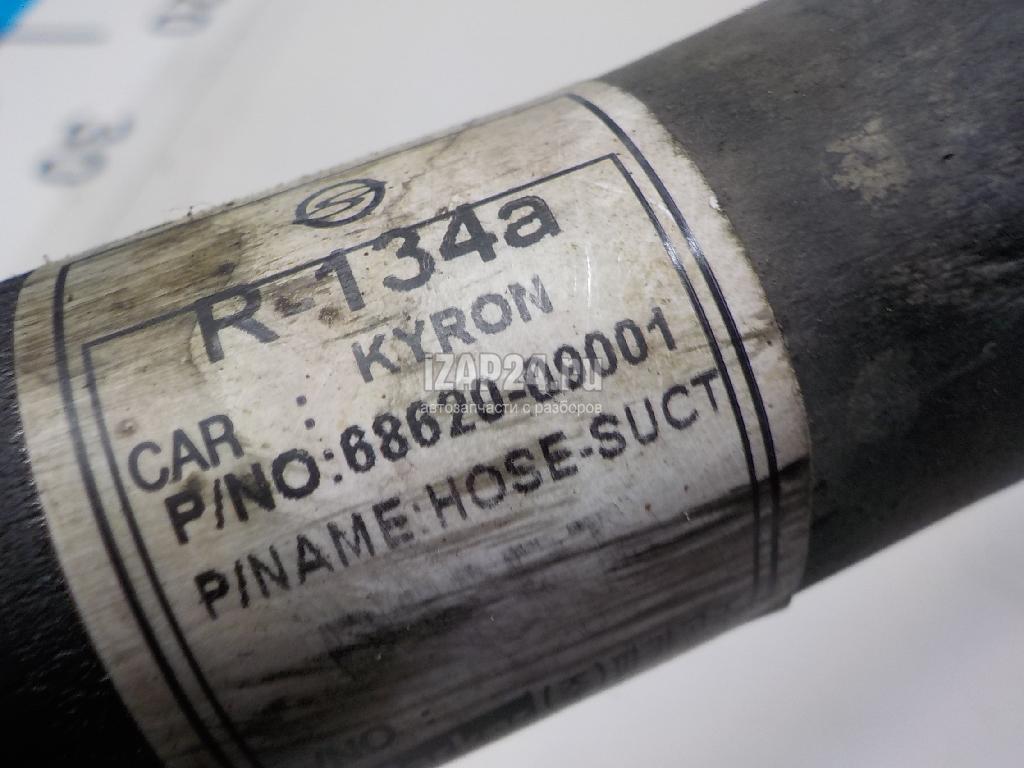 R-134a
CAR : KYRON
P/NO:68620-09001
P/NAME:HOSE-SUCT
iZAP24.ru
автозапчасти с разборов